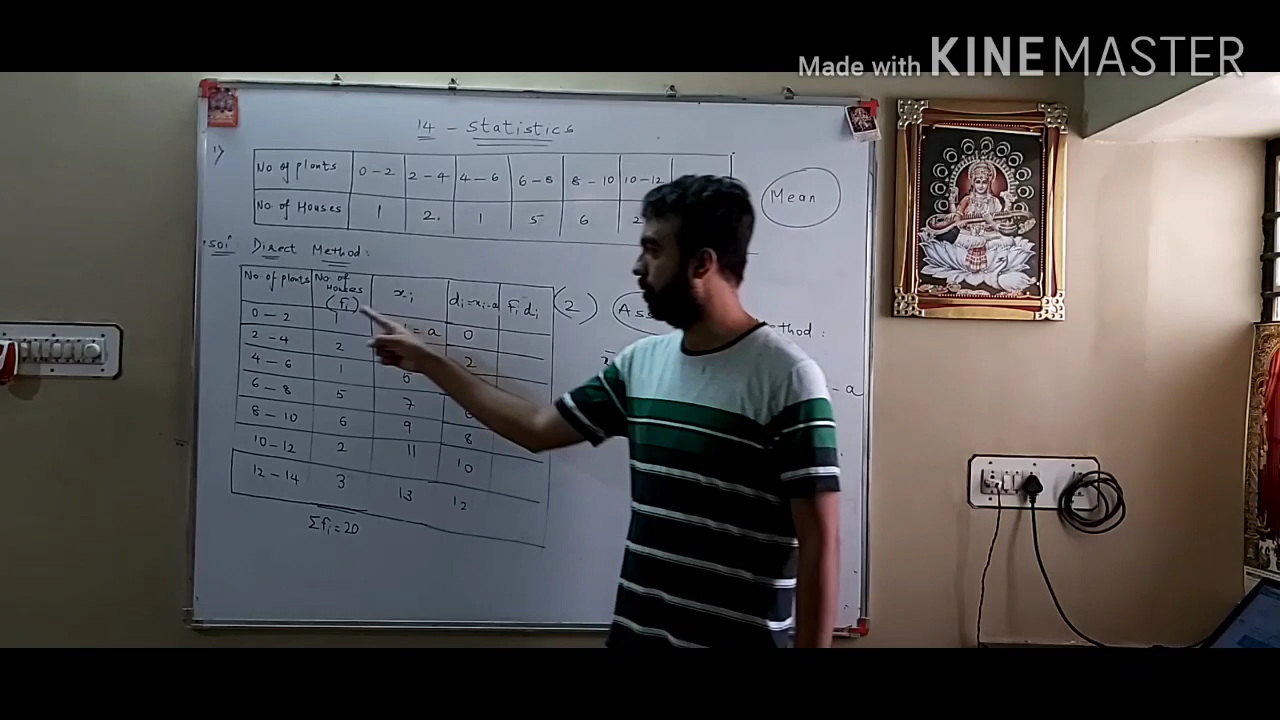 Made with KINEMASTER
14 - Statistics
1)
No of plants 0-2 2-4 4-6 6-8 8-10 10-12
No. of Houses 1 2. 1 5 6 2
Mean
Solⁿ Direct Method:
No. of plants No. of Houses (fi) xi di=xi-a fidi
(2)
0-2 1 = a 0
2-4 2 2
4-6 1 5
6-8 5 7
8-10 6 9 8
10-12 2 11 10
12-14 3 13 12
Σfi = 20
ethod:
- a